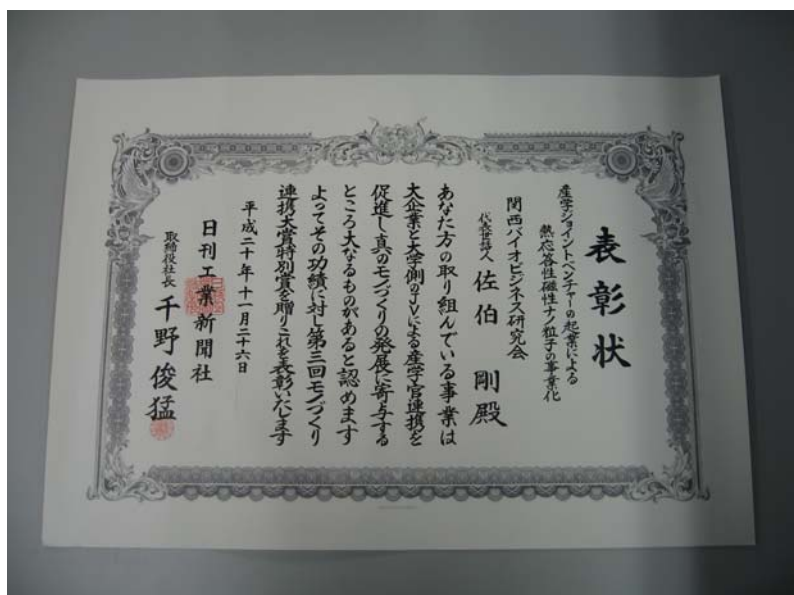 表彰状
産学ジョイントベンチャーの起業による
熱応答性磁性ナノ粒子の事業化
関西バイオビジネス研究会
代表世話人 佐伯 剛殿
あなた方の取り組んでいる事業は
大企業と大学側のJVによる産学官連携を
促進し真のモノづくりの発展に寄与する
ところ大なるものがあると認めます
よってその功績に対し第三回モノづくり
連携大賞特別賞を贈りこれを表彰いたします
平成二十年十一月二十六日
日刊工業新聞社
取締役社長 千野俊猛